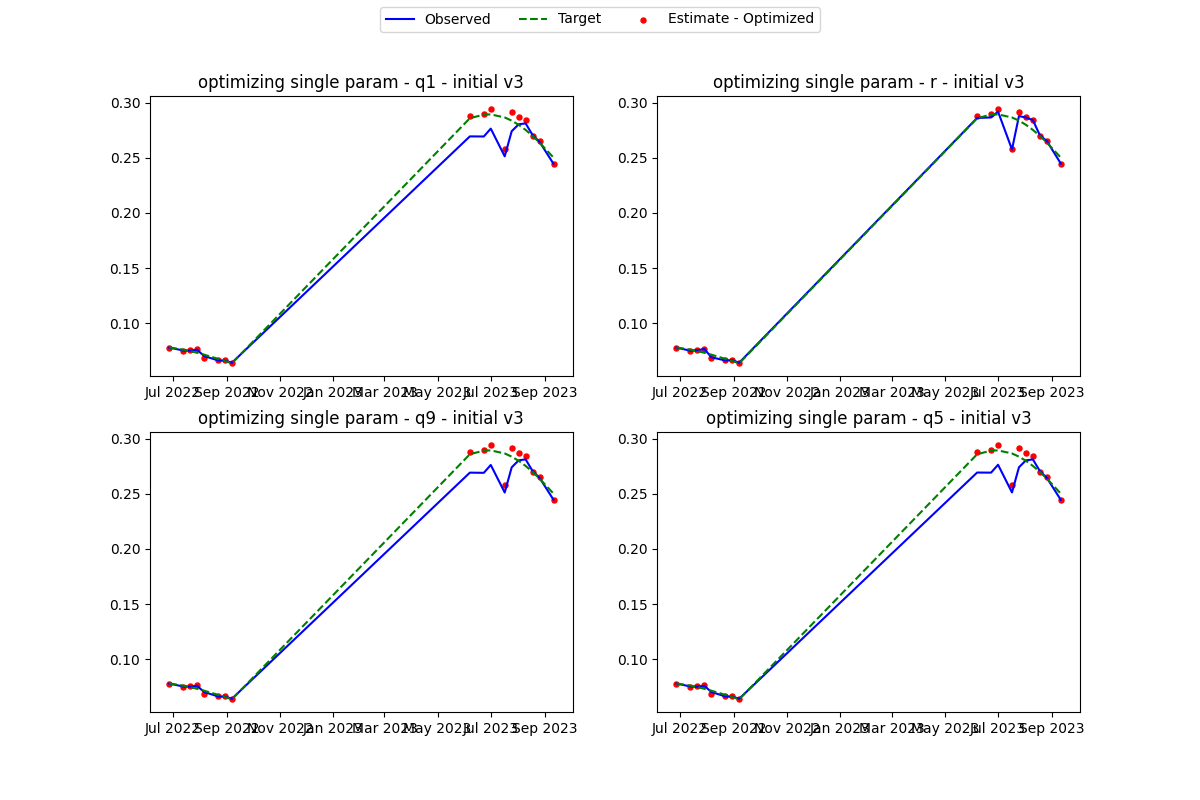 Observed Target Estimate - Optimized
optimizing single param - q1 - initial v3
0.30
0.25
0.20
0.15
0.10
Jul 2022 Sep 2022 Nov 2022 Jan 2023 Mar 2023 May 2023 Jul 2023 Sep 2023
optimizing single param - r - initial v3
0.30
0.25
0.20
0.15
0.10
Jul 2022 Sep 2022 Nov 2022 Jan 2023 Mar 2023 May 2023 Jul 2023 Sep 2023
optimizing single param - q9 - initial v3
0.30
0.25
0.20
0.15
0.10
Jul 2022 Sep 2022 Nov 2022 Jan 2023 Mar 2023 May 2023 Jul 2023 Sep 2023
optimizing single param - q5 - initial v3
0.30
0.25
0.20
0.15
0.10
Jul 2022 Sep 2022 Nov 2022 Jan 2023 Mar 2023 May 2023 Jul 2023 Sep 2023